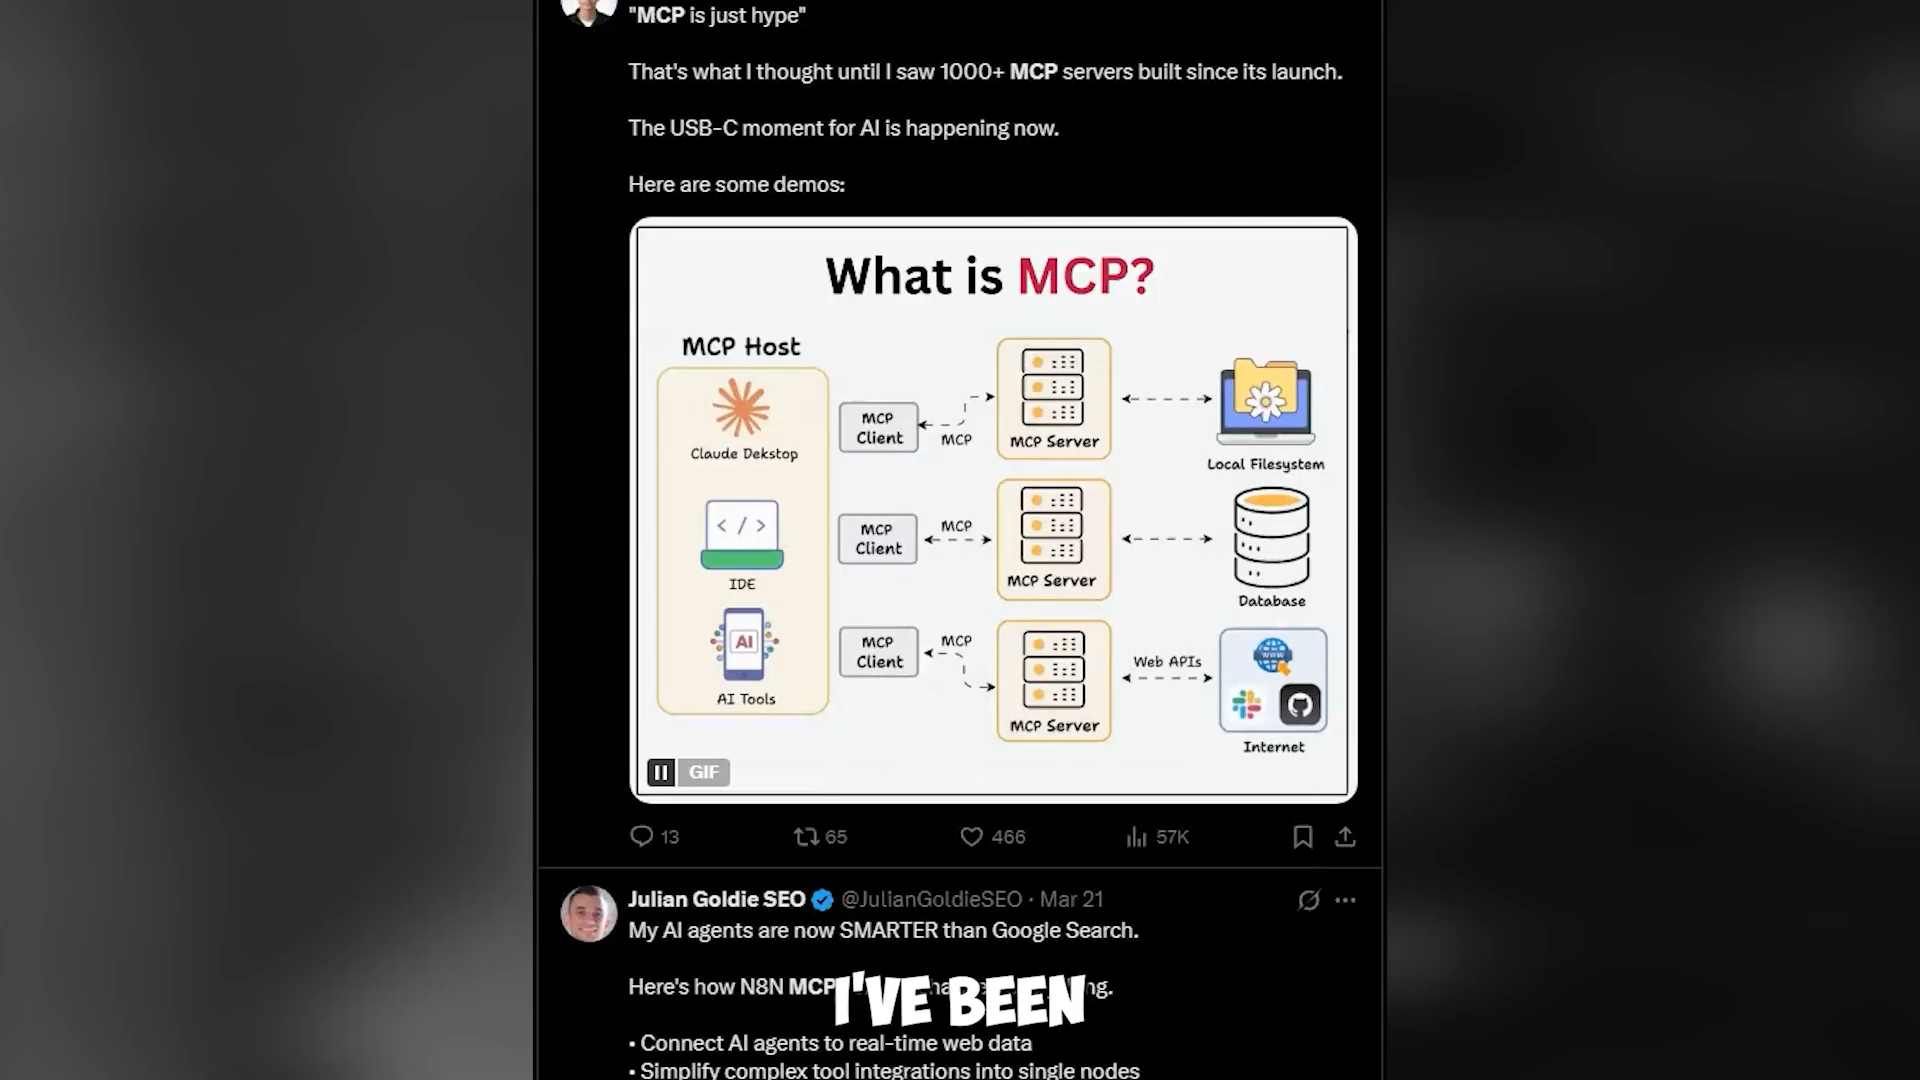 "MCP is just hype"
That's what I thought until I saw 1000+ MCP servers built since its launch.
The USB-C moment for AI is happening now.
Here are some demos:
What is MCP?
MCP Host
Claude Dekstop
IDE
AI
AI Tools
MCP
Client
MCP
MCP Server
Local Filesystem
MCP
Client
MCP
MCP Server
Database
MCP
Client
MCP
MCP Server
Web APIs
WWW
Internet
GIF
13 65 466 57K
Julian Goldie SEO @JulianGoldieSEO · Mar 21
My AI agents are now SMARTER than Google Search.
Here's how N8N MCP
I'VE BEEN
• Connect AI agents to real-time web data
• Simplify complex tool integrations into single nodes